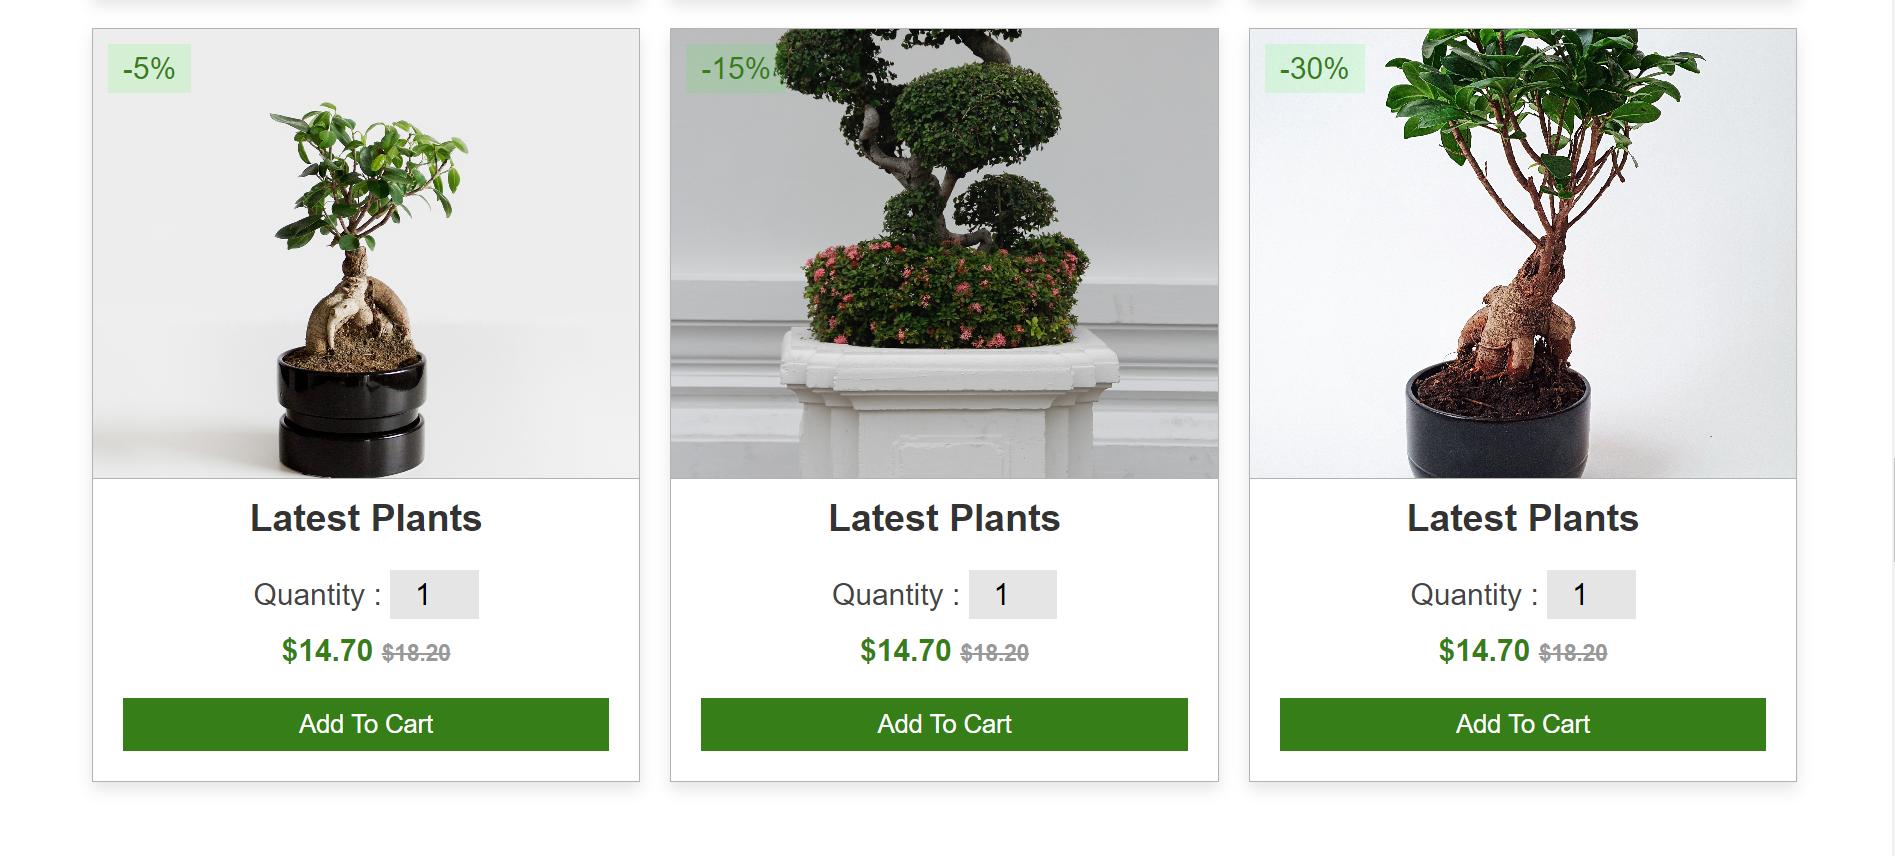 -5%
-15%
-30%
Latest Plants
Latest Plants
Latest Plants
Quantity : 1
Quantity : 1
Quantity : 1
$14.70 $18.20
$14.70 $18.20
$14.70 $18.20
Add To Cart
Add To Cart
Add To Cart